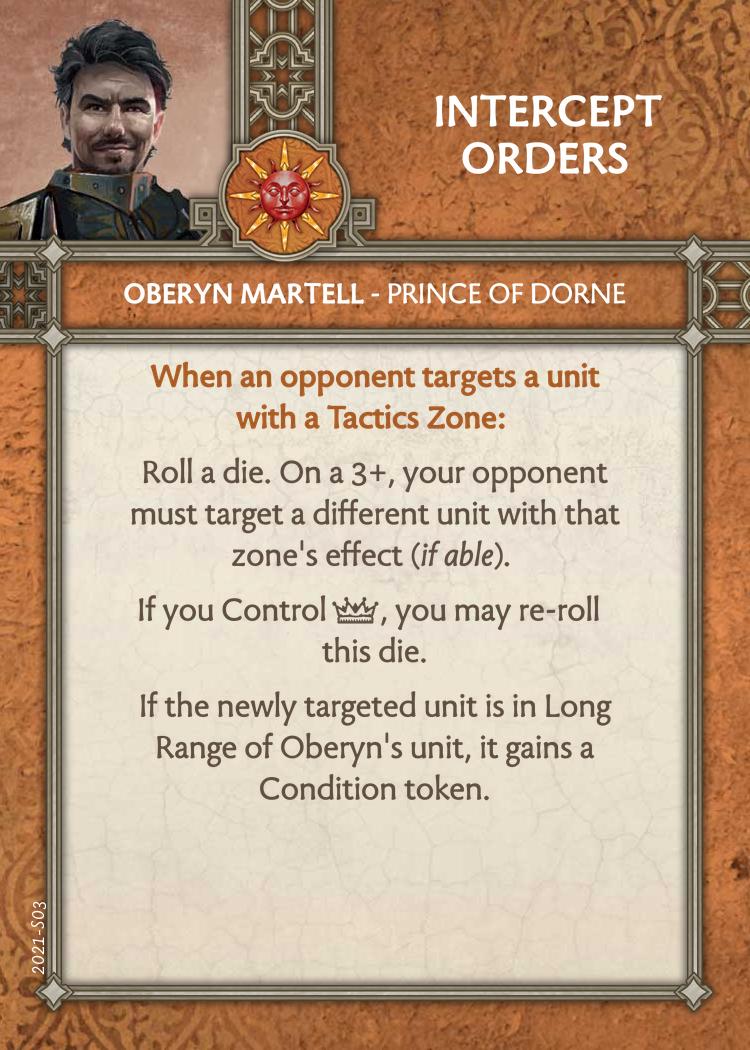 INTERCEPT
ORDERS
OBERYN MARTELL - PRINCE OF DORNE
When an opponent targets a unit
with a Tactics Zone:
Roll a die. On a 3+, your opponent
must target a different unit with that
zone's effect (if able).
If you Control , you may re-roll
this die.
If the newly targeted unit is in Long
Range of Oberyn's unit, it gains a
Condition token.
2021-S03